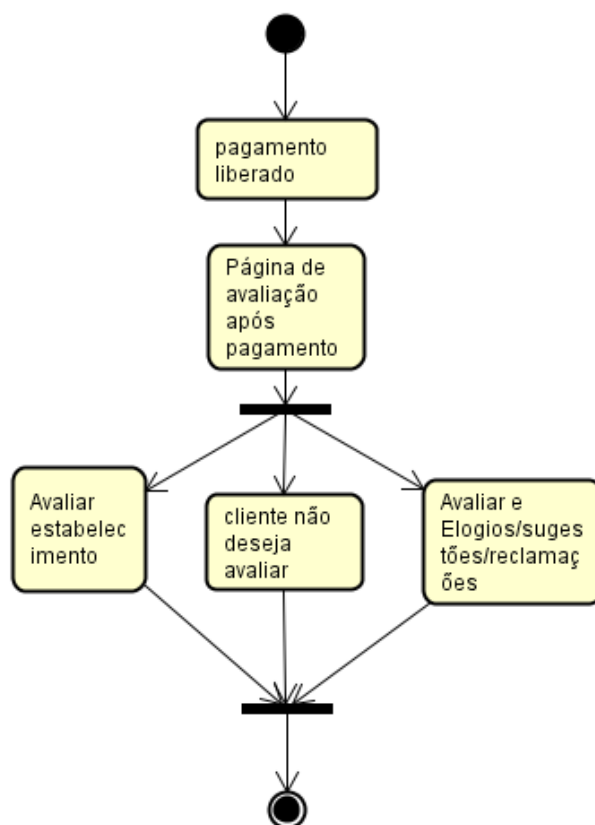 pagamento
liberado
Página de
avaliação
após
pagamento
Avaliar
estabelec
imento
cliente não
deseja
avaliar
Avaliar e
Elogios/suges
tões/reclamaç
ões